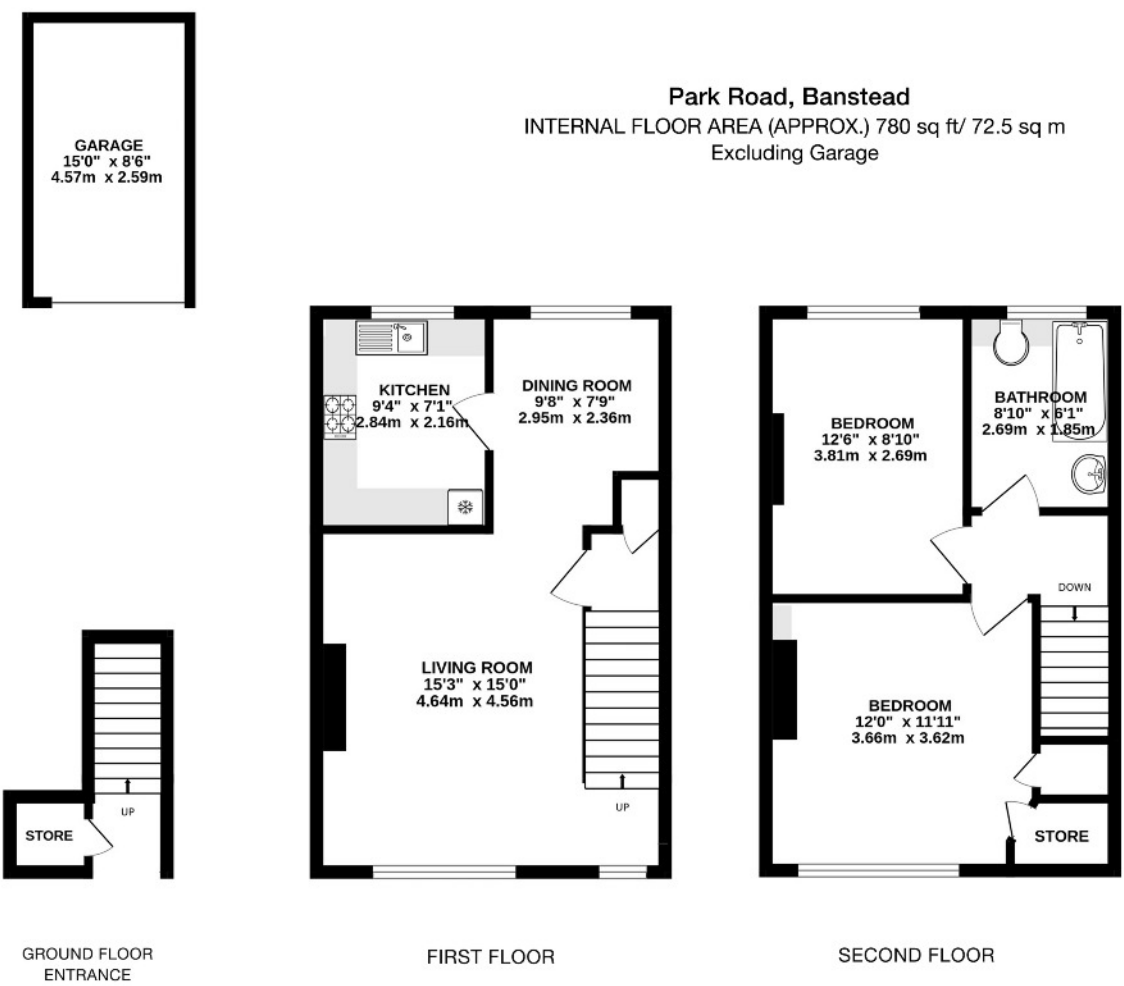 Park Road, Banstead
INTERNAL FLOOR AREA (APPROX.) 780 sq ft/ 72.5 sq m
Excluding Garage
GARAGE
15'0" x 8'6"
4.57m x 2.59m
KITCHEN
9'4" x 7'1"
2.84m x 2.16m
DINING ROOM
9'8" x 7'9"
2.95m x 2.36m
BEDROOM
12'6" x 8'10"
3.81m x 2.69m
BATHROOM
8'10" x 6'1"
2.69m x 1.85m
DOWN
LIVING ROOM
15'3" x 15'0"
4.64m x 4.56m
BEDROOM
12'0" x 11'11"
3.66m x 3.62m
UP
UP
STORE
STORE
GROUND FLOOR
ENTRANCE
FIRST FLOOR
SECOND FLOOR